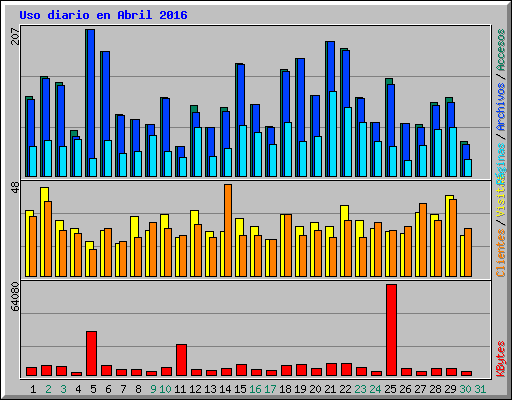 Uso diario en Abril 2016
207
48
64080
Accesos / Archivos / Páginas
Clientes / Visitas
KBytes
1 2 3 4 5 6 7 8 9 10 11 12 13 14 15 16 17 18 19 20 21 22 23 24 25 26 27 28 29 30 31